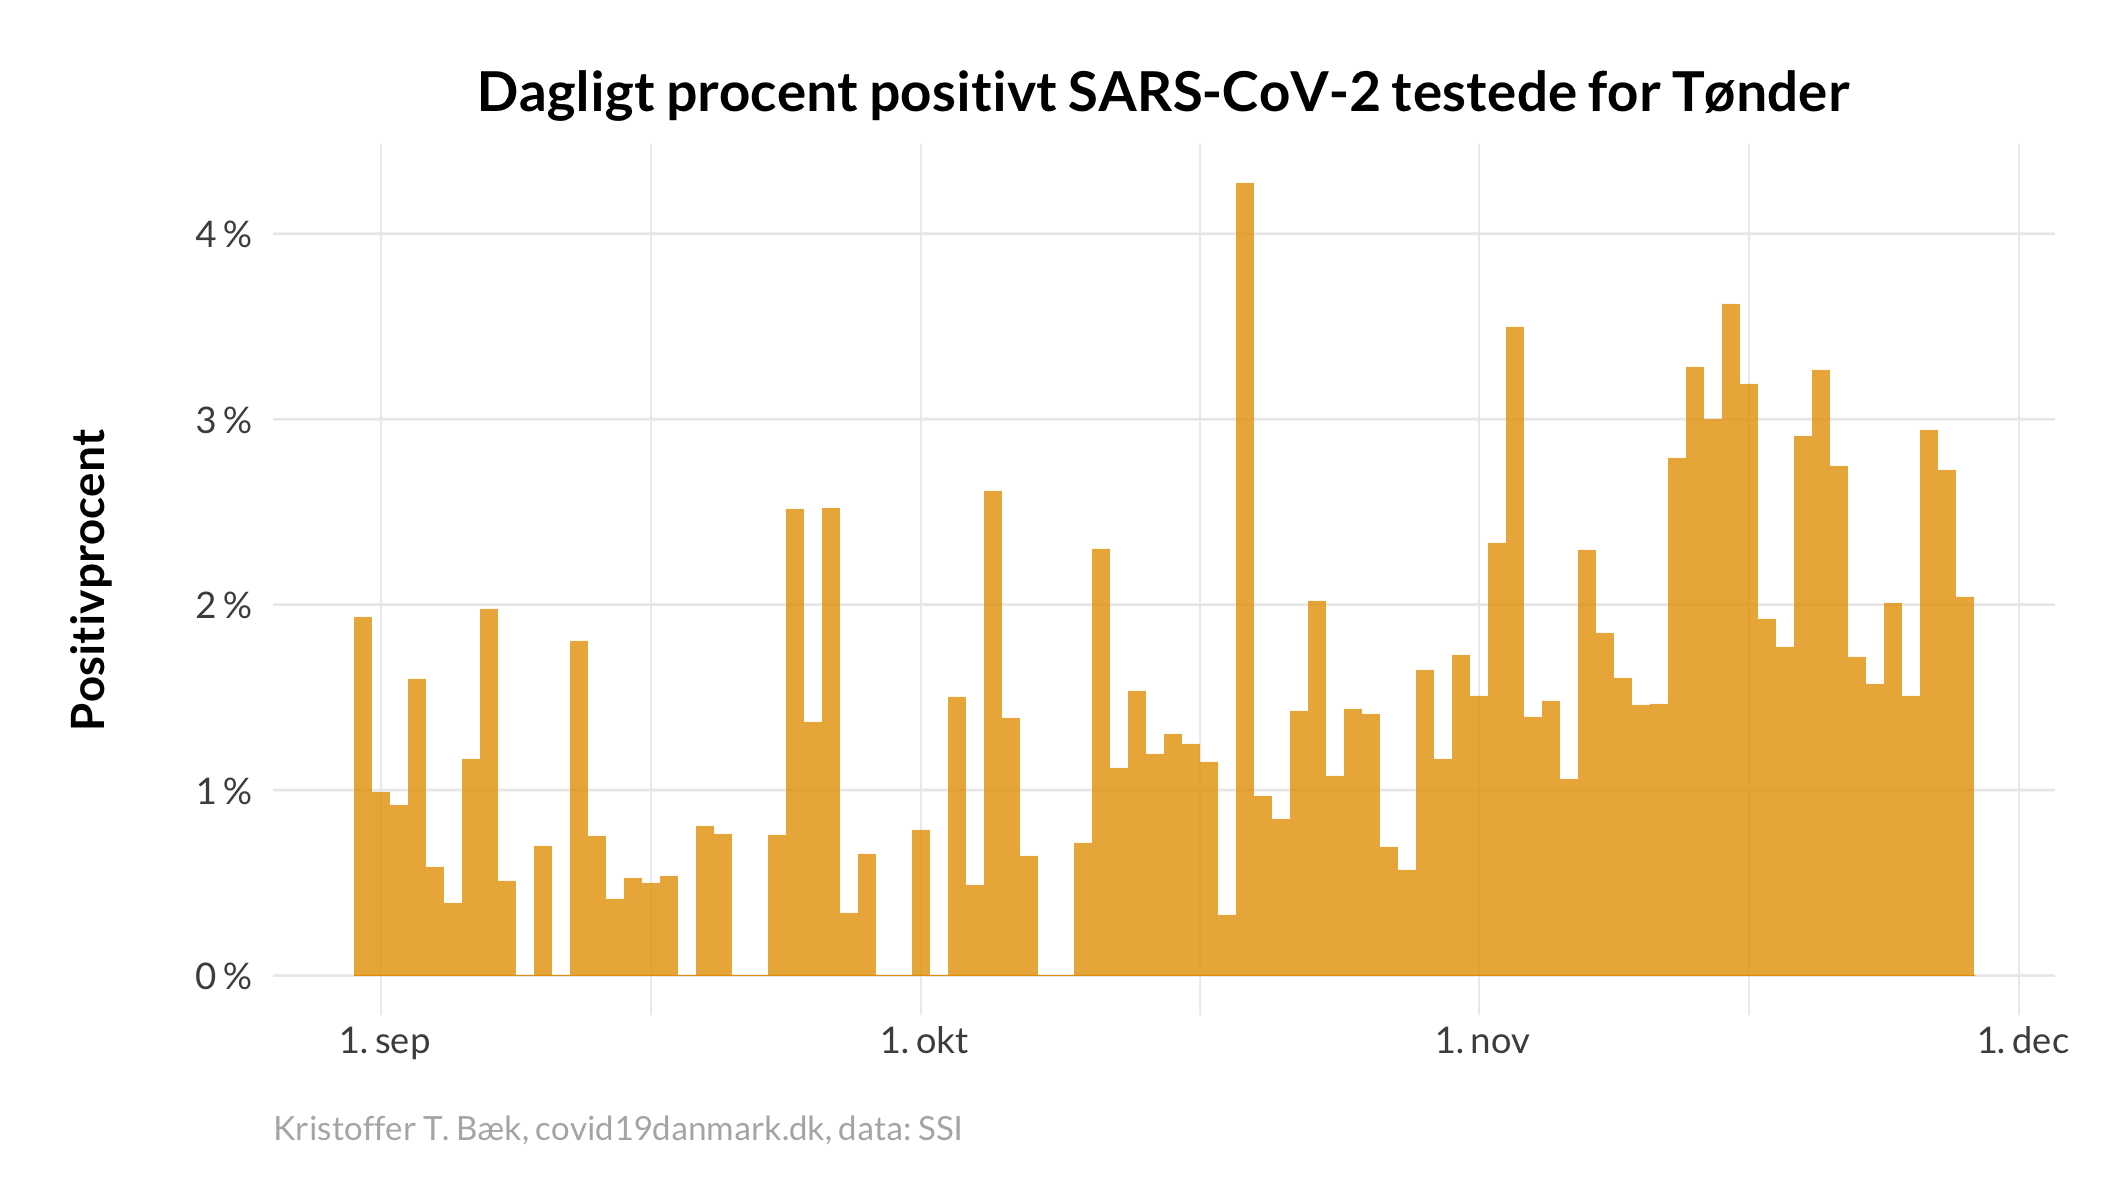 Dagligt procent positivt SARS-CoV-2 testede for Tønder
Positivprocent
4 %
3 %
2 %
1 %
0 %
1. sep
1. okt
1. nov
1. dec
Kristoffer T. Bæk, covid19danmark.dk, data: SSI